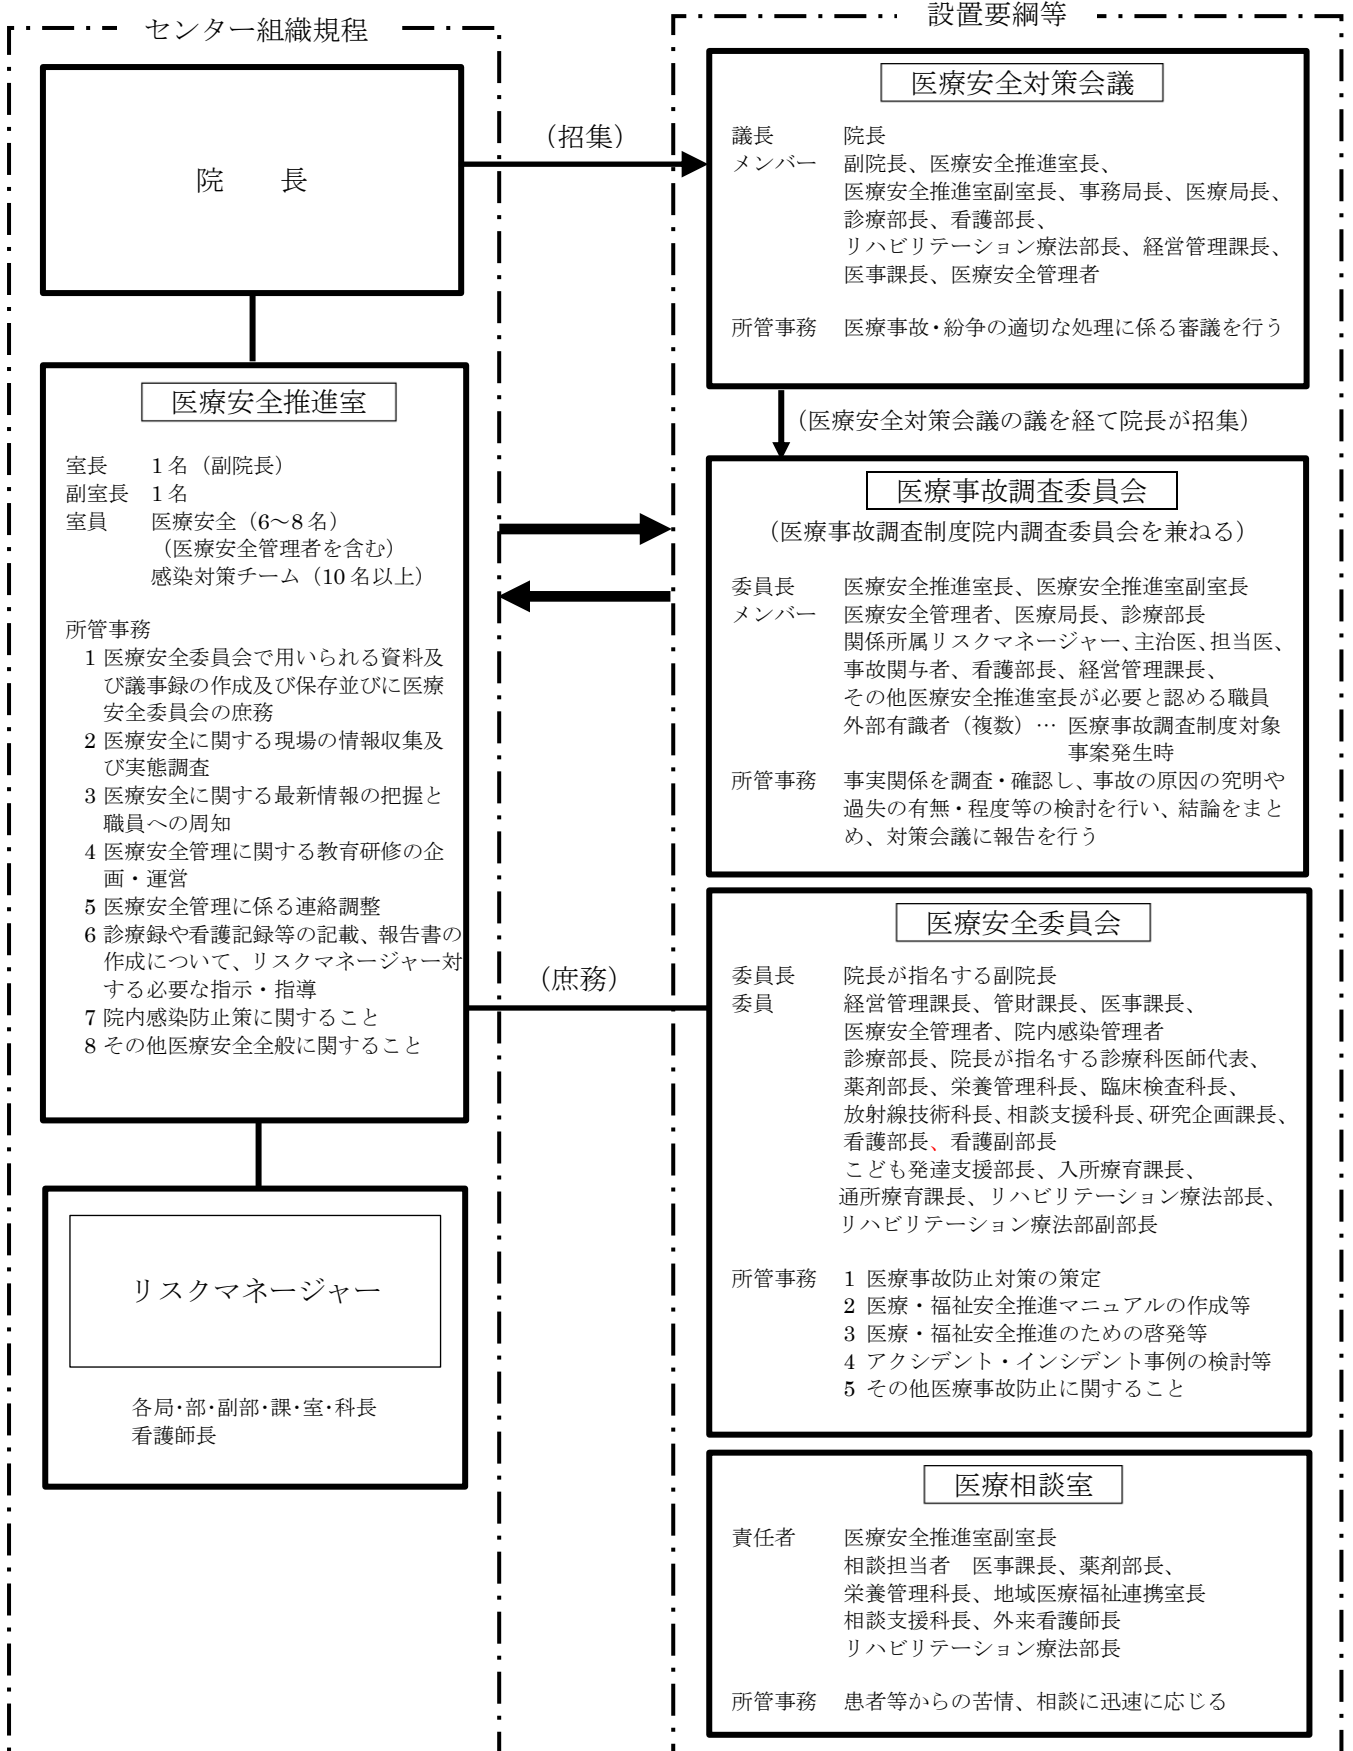 センター組織規程
院　　長
医療安全推進室
室長　1名（副院長）
副室長　1名
室員　医療安全（6～8名）
（医療安全管理者を含む）
感染対策チーム（10名以上）
所管事務
1 医療安全委員会で用いられる資料及
び議事録の作成及び保存並びに医療
安全委員会の庶務
2 医療安全に関する現場の情報収集及
び実態調査
3 医療安全に関する最新情報の把握と
職員への周知
4 医療安全管理に関する教育研修の企
画・運営
5 医療安全管理に係る連絡調整
6 診療録や看護記録等の記載、報告書の
作成について、リスクマネージャー対
する必要な指示・指導
7 院内感染防止策に関すること
8 その他医療安全全般に関すること
リスクマネージャー
各局・部・副部・課・室・科長
看護師長
（招集）
（庶務）
設置要綱等
医療安全対策会議
議長　院長
メンバー　副院長、医療安全推進室長、
医療安全推進室副室長、事務局長、医療局長、
診療部長、看護部長、
リハビリテーション療法部長、経営管理課長、
医事課長、医療安全管理者
所管事務　医療事故・紛争の適切な処理に係る審議を行う
（医療安全対策会議の議を経て院長が招集）
医療事故調査委員会
（医療事故調査制度院内調査委員会を兼ねる）
委員長　医療安全推進室長、医療安全推進室副室長
メンバー　医療安全管理者、医療局長、診療部長
関係所属リスクマネージャー、主治医、担当医、
事故関与者、看護部長、経営管理課長、
その他医療安全推進室長が必要と認める職員
外部有識者（複数）… 医療事故調査制度対象
事案発生時
所管事務　事実関係を調査・確認し、事故の原因の究明や
過失の有無・程度等の検討を行い、結論をまと
め、対策会議に報告を行う
医療安全委員会
委員長　院長が指名する副院長
委員　経営管理課長、管財課長、医事課長、
医療安全管理者、院内感染管理者
診療部長、院長が指名する診療科医師代表、
薬剤部長、栄養管理科長、臨床検査科長、
放射線技術科長、相談支援科長、研究企画課長、
看護部長、看護副部長
こども発達支援部長、入所療育課長、
通所療育課長、リハビリテーション療法部長、
リハビリテーション療法部副部長
所管事務　1 医療事故防止対策の策定
2 医療・福祉安全推進マニュアルの作成等
3 医療・福祉安全推進のための啓発等
4 アクシデント・インシデント事例の検討等
5 その他医療事故防止に関すること
医療相談室
責任者　医療安全推進室副室長
相談担当者　医事課長、薬剤部長、
栄養管理科長、地域医療福祉連携室長
相談支援科長、外来看護師長
リハビリテーション療法部長
所管事務　患者等からの苦情、相談に迅速に応じる